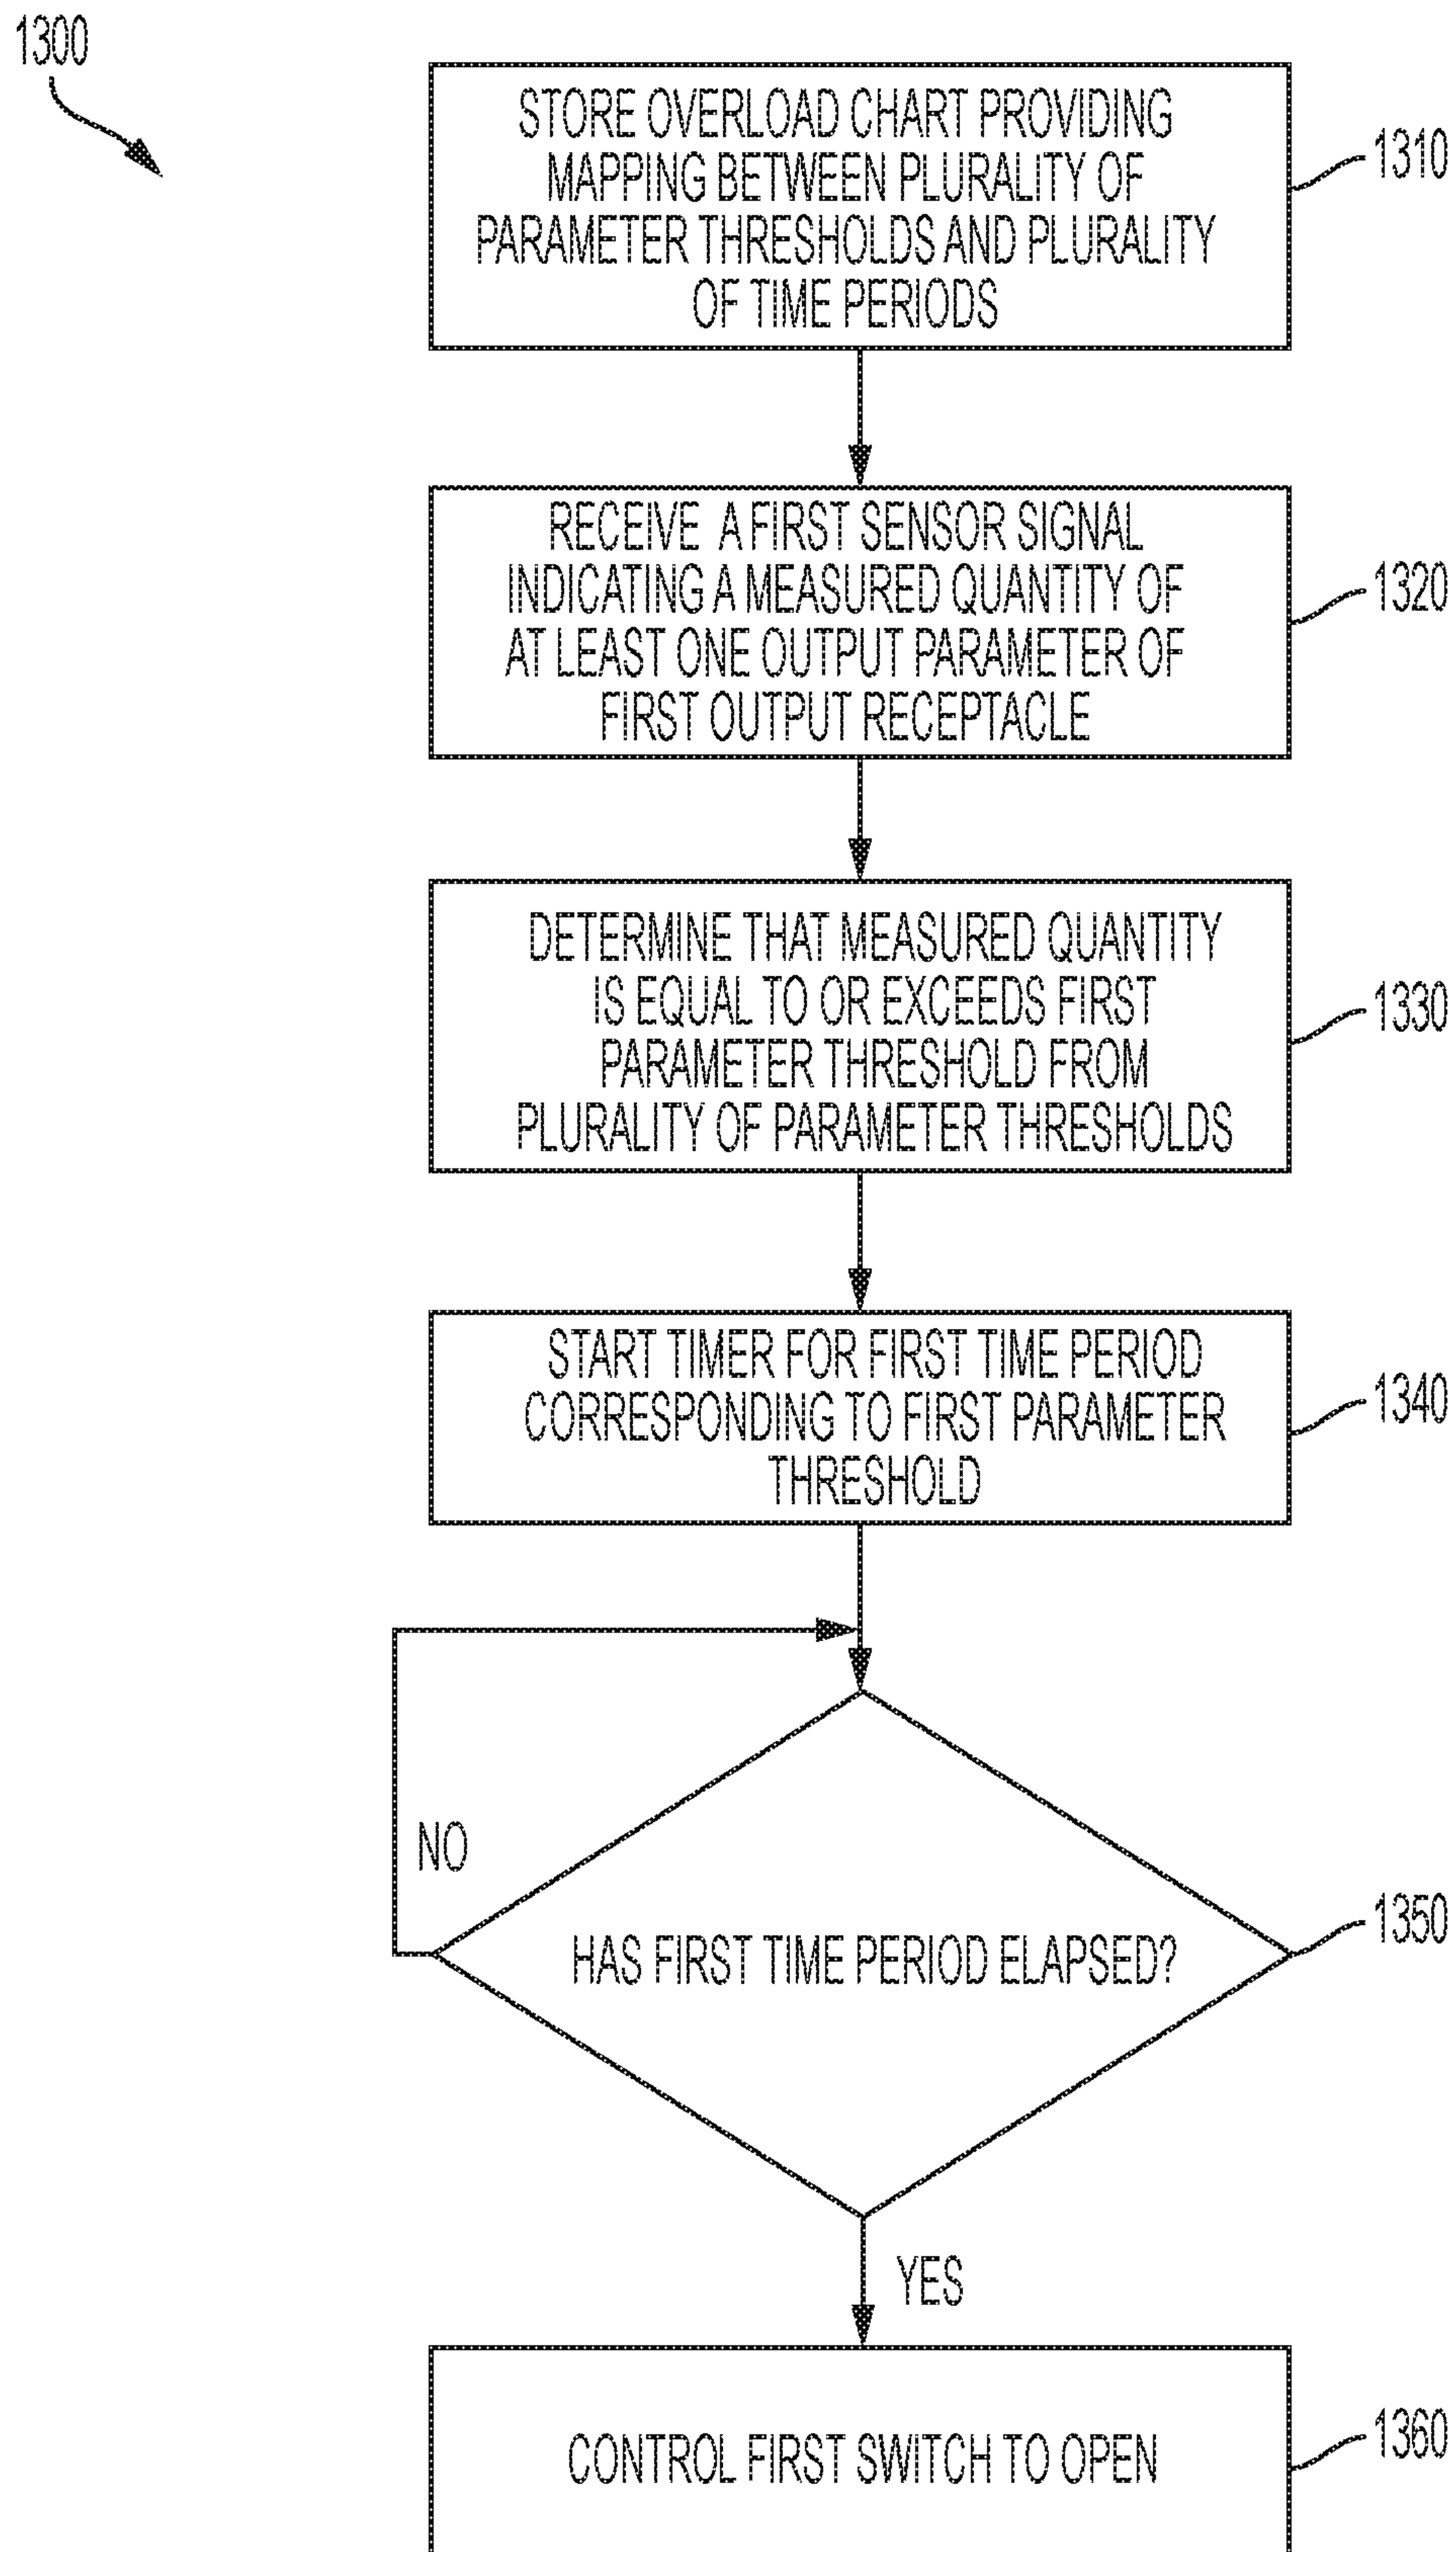 1300
STORE OVERLOAD CHART PROVIDING
MAPPING BETWEEN PLURALITY OF
PARAMETER THRESHOLDS AND PLURALITY
OF TIME PERIODS
1310
RECEIVE A FIRST SENSOR SIGNAL
INDICATING A MEASURED QUANTITY OF
AT LEAST ONE OUTPUT PARAMETER OF
FIRST OUTPUT RECEPTACLE
1320
DETERMINE THAT MEASURED QUANTITY
IS EQUAL TO OR EXCEEDS FIRST
PARAMETER THRESHOLD FROM
PLURALITY OF PARAMETER THRESHOLDS
1330
START TIMER FOR FIRST TIME PERIOD
CORRESPONDING TO FIRST PARAMETER
THRESHOLD
1340
NO
HAS FIRST TIME PERIOD ELAPSED?
1350
YES
CONTROL FIRST SWITCH TO OPEN
1360